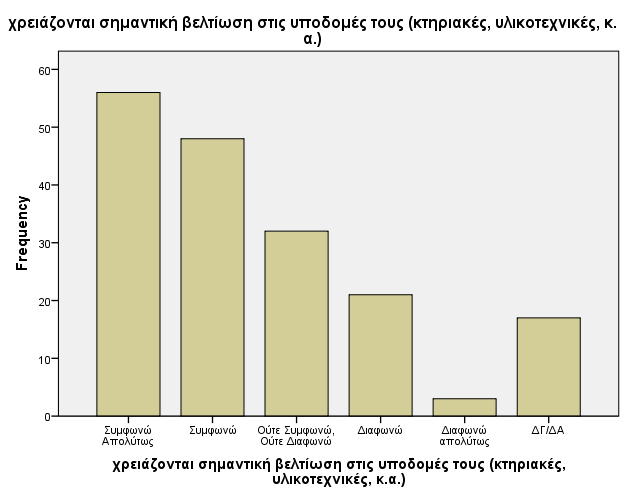 χρειάζονται σημαντική βελτίωση στις υποδομές τους (κτηριακές, υλικοτεχνικές, κ.
α.)
60
50
40
30
20
10
0
Frequency
Συμφωνώ
Απολύτως
Συμφωνώ
Ούτε Συμφωνώ,
Ούτε Διαφωνώ
Διαφωνώ
Διαφωνώ
απολύτως
ΔΓ/ΔΑ
χρειάζονται σημαντική βελτίωση στις υποδομές τους (κτηριακές,
υλικοτεχνικές, κ.α.)